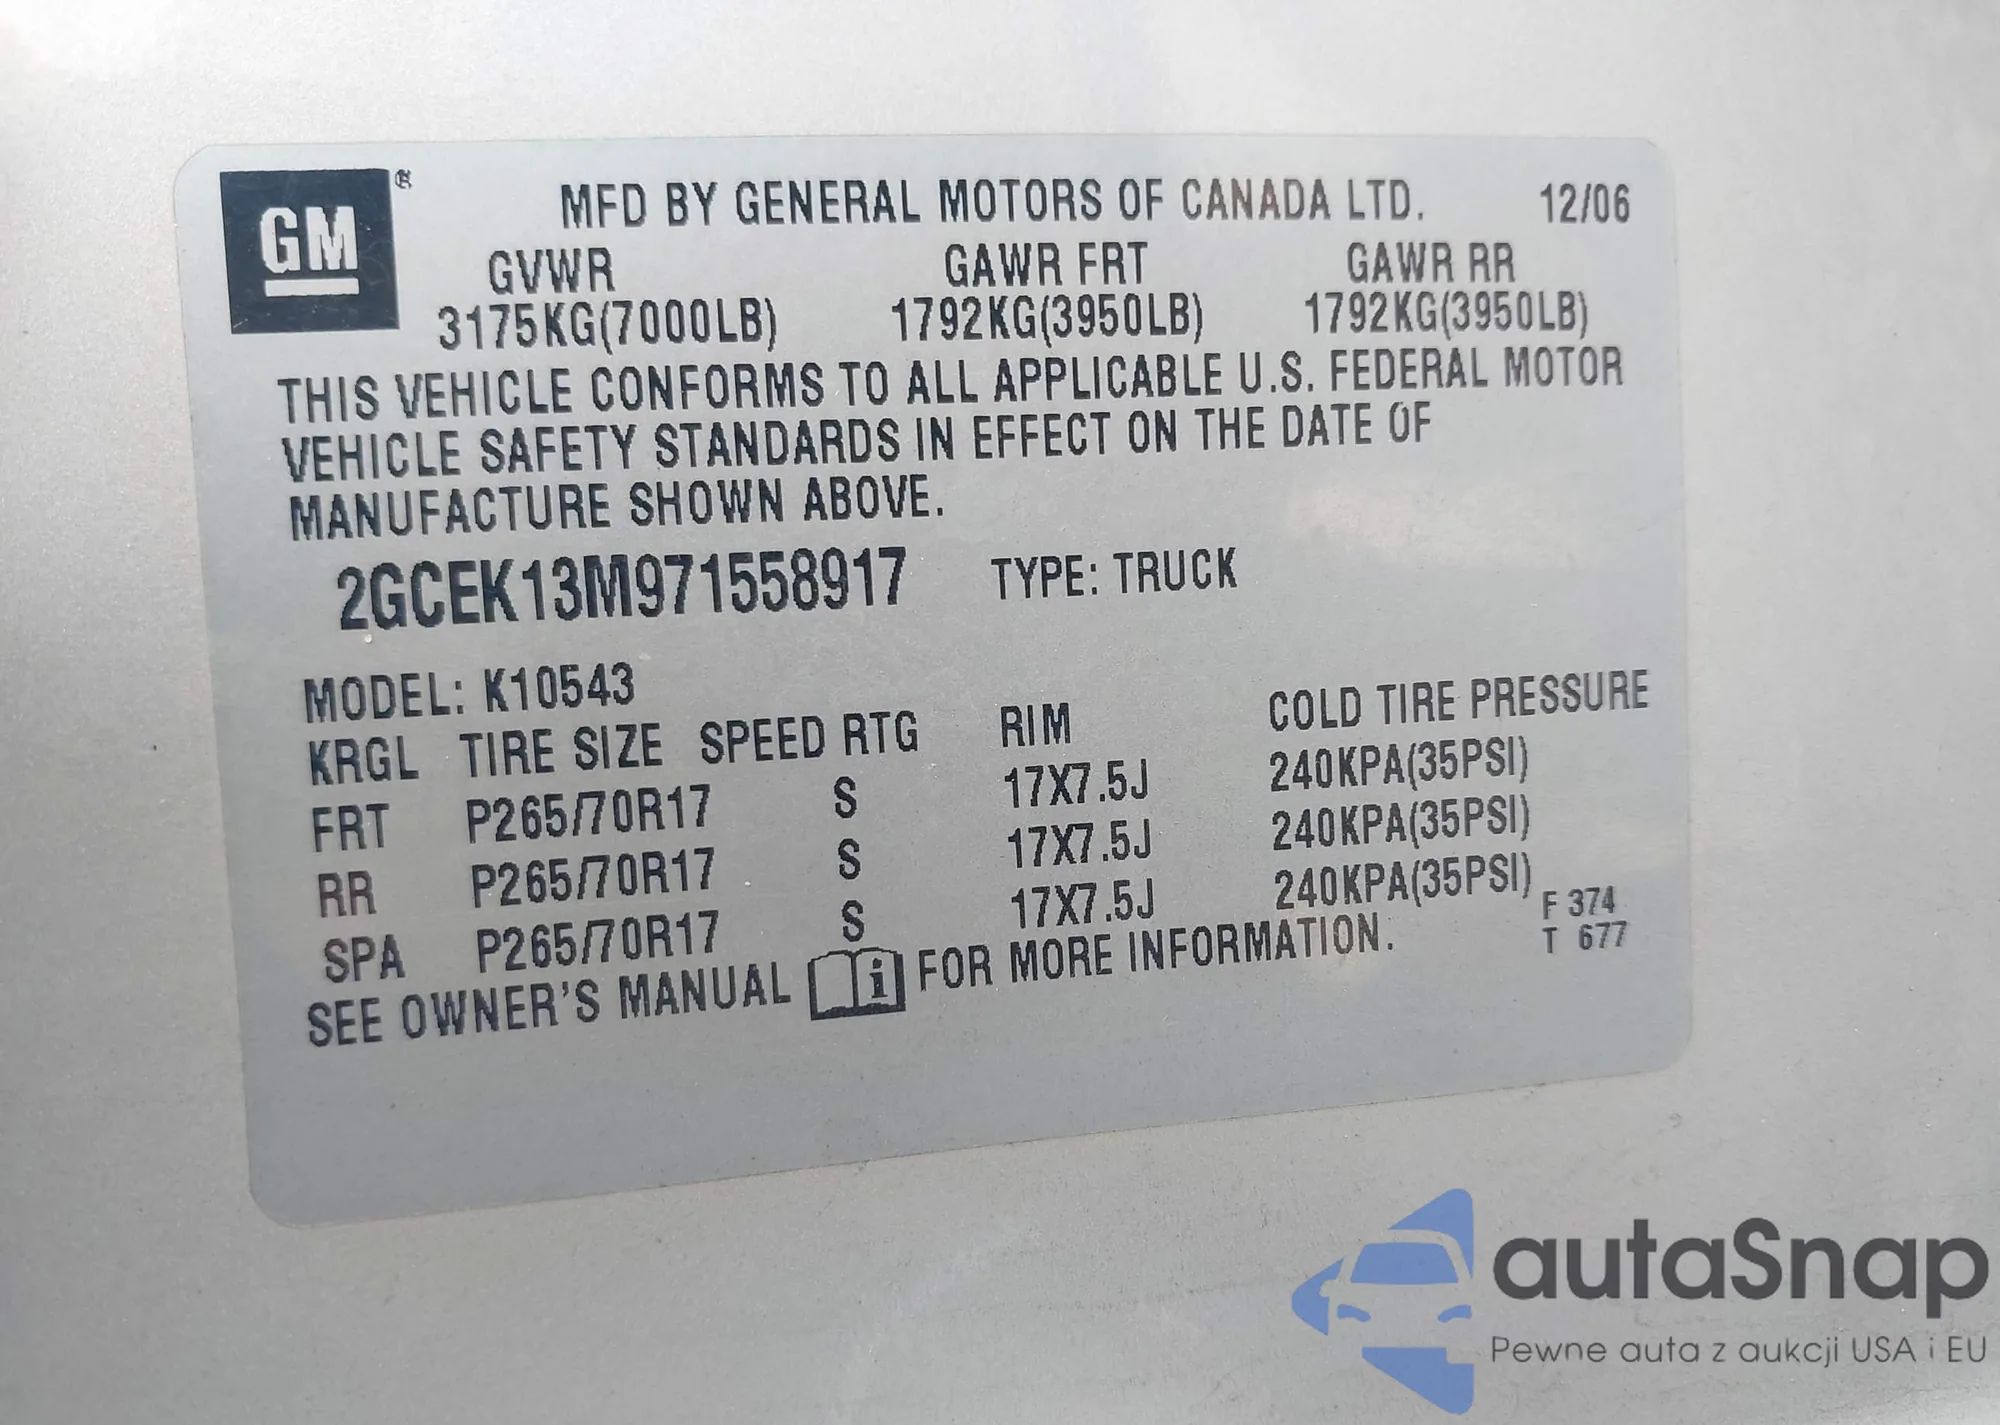 GM ®
MFD BY GENERAL MOTORS OF CANADA LTD. 12/06
GVWR GAWR FRT GAWR RR
3175KG(7000LB) 1792KG(3950LB) 1792KG(3950LB)
THIS VEHICLE CONFORMS TO ALL APPLICABLE U.S. FEDERAL MOTOR
VEHICLE SAFETY STANDARDS IN EFFECT ON THE DATE OF
MANUFACTURE SHOWN ABOVE.
2GCEK13M971558917 TYPE: TRUCK
MODEL: K10543
KRGL TIRE SIZE SPEED RTG RIM COLD TIRE PRESSURE
FRT P265/70R17 S 17X7.5J 240KPA(35PSI)
RR P265/70R17 S 17X7.5J 240KPA(35PSI)
SPA P265/70R17 S 17X7.5J 240KPA(35PSI)
SEE OWNER'S MANUAL i FOR MORE INFORMATION.
F 374
T 677
autaSnap
Pewne auta z aukcji USA i EU